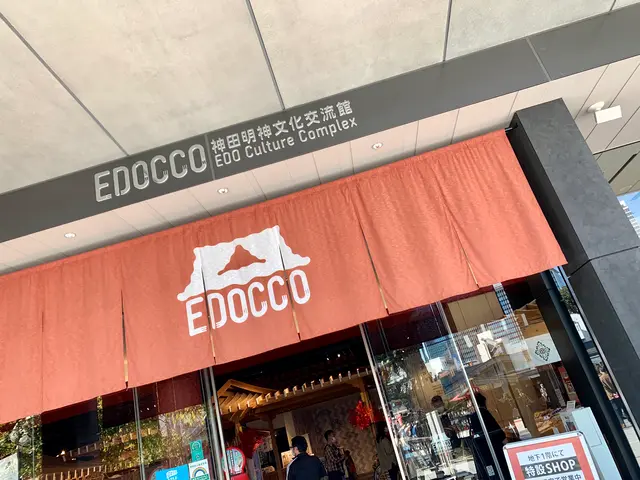 EDOCCO
神田明神文化交流館
EDO Culture Complex
EDOCCO
地下1階にて
特設SHOP